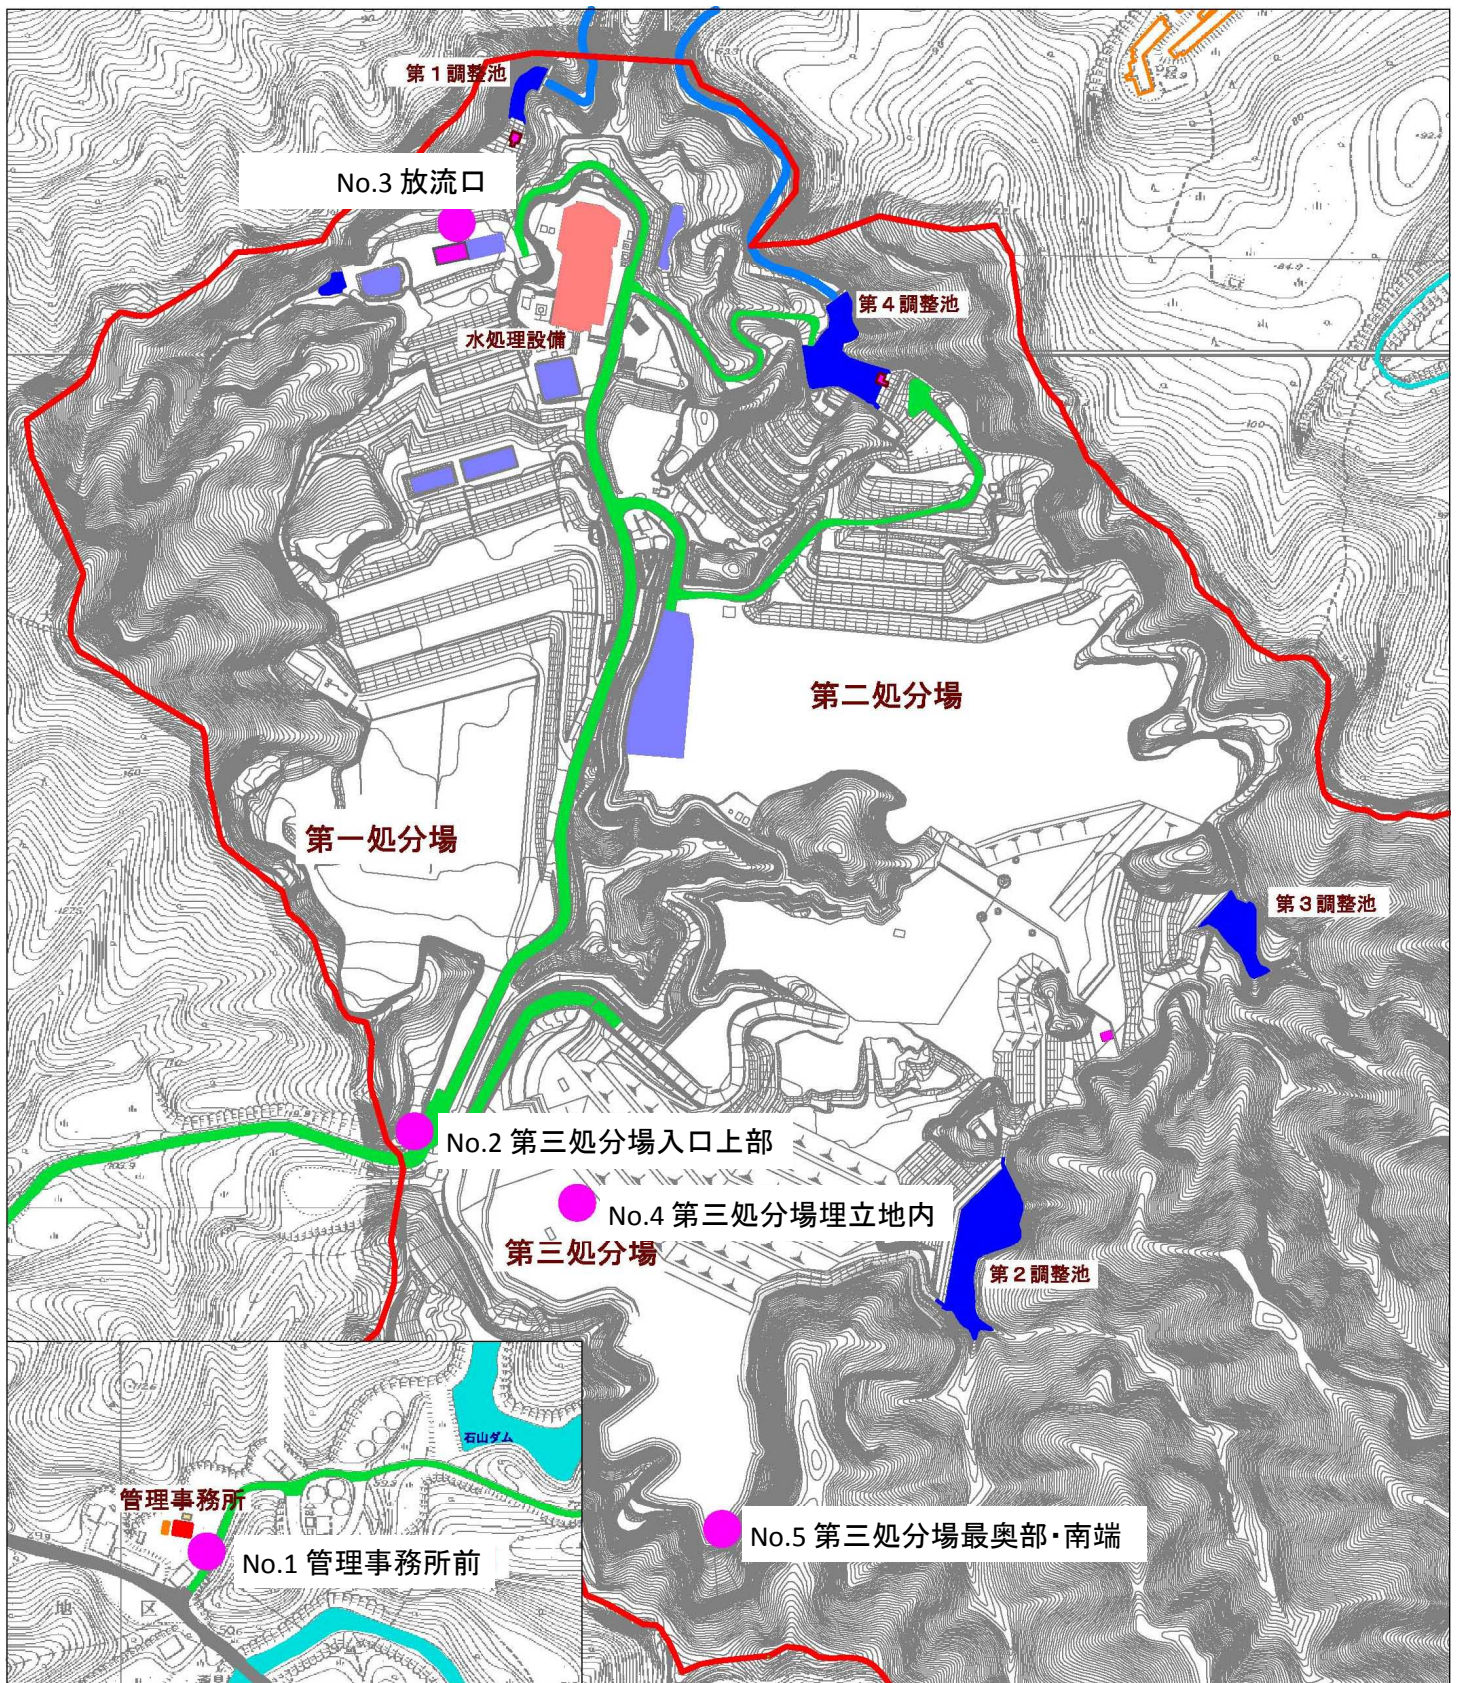 第1調整池
No.3 放流口
第4調整池
水処理設備
第二処分場
第一処分場
第3調整池
No.2 第三処分場入口上部
No.4 第三処分場埋立地内
第三処分場
第2調整池
石山ダム
管理事務所
No.5 第三処分場最奥部・南端
No.1 管理事務所前
地 区